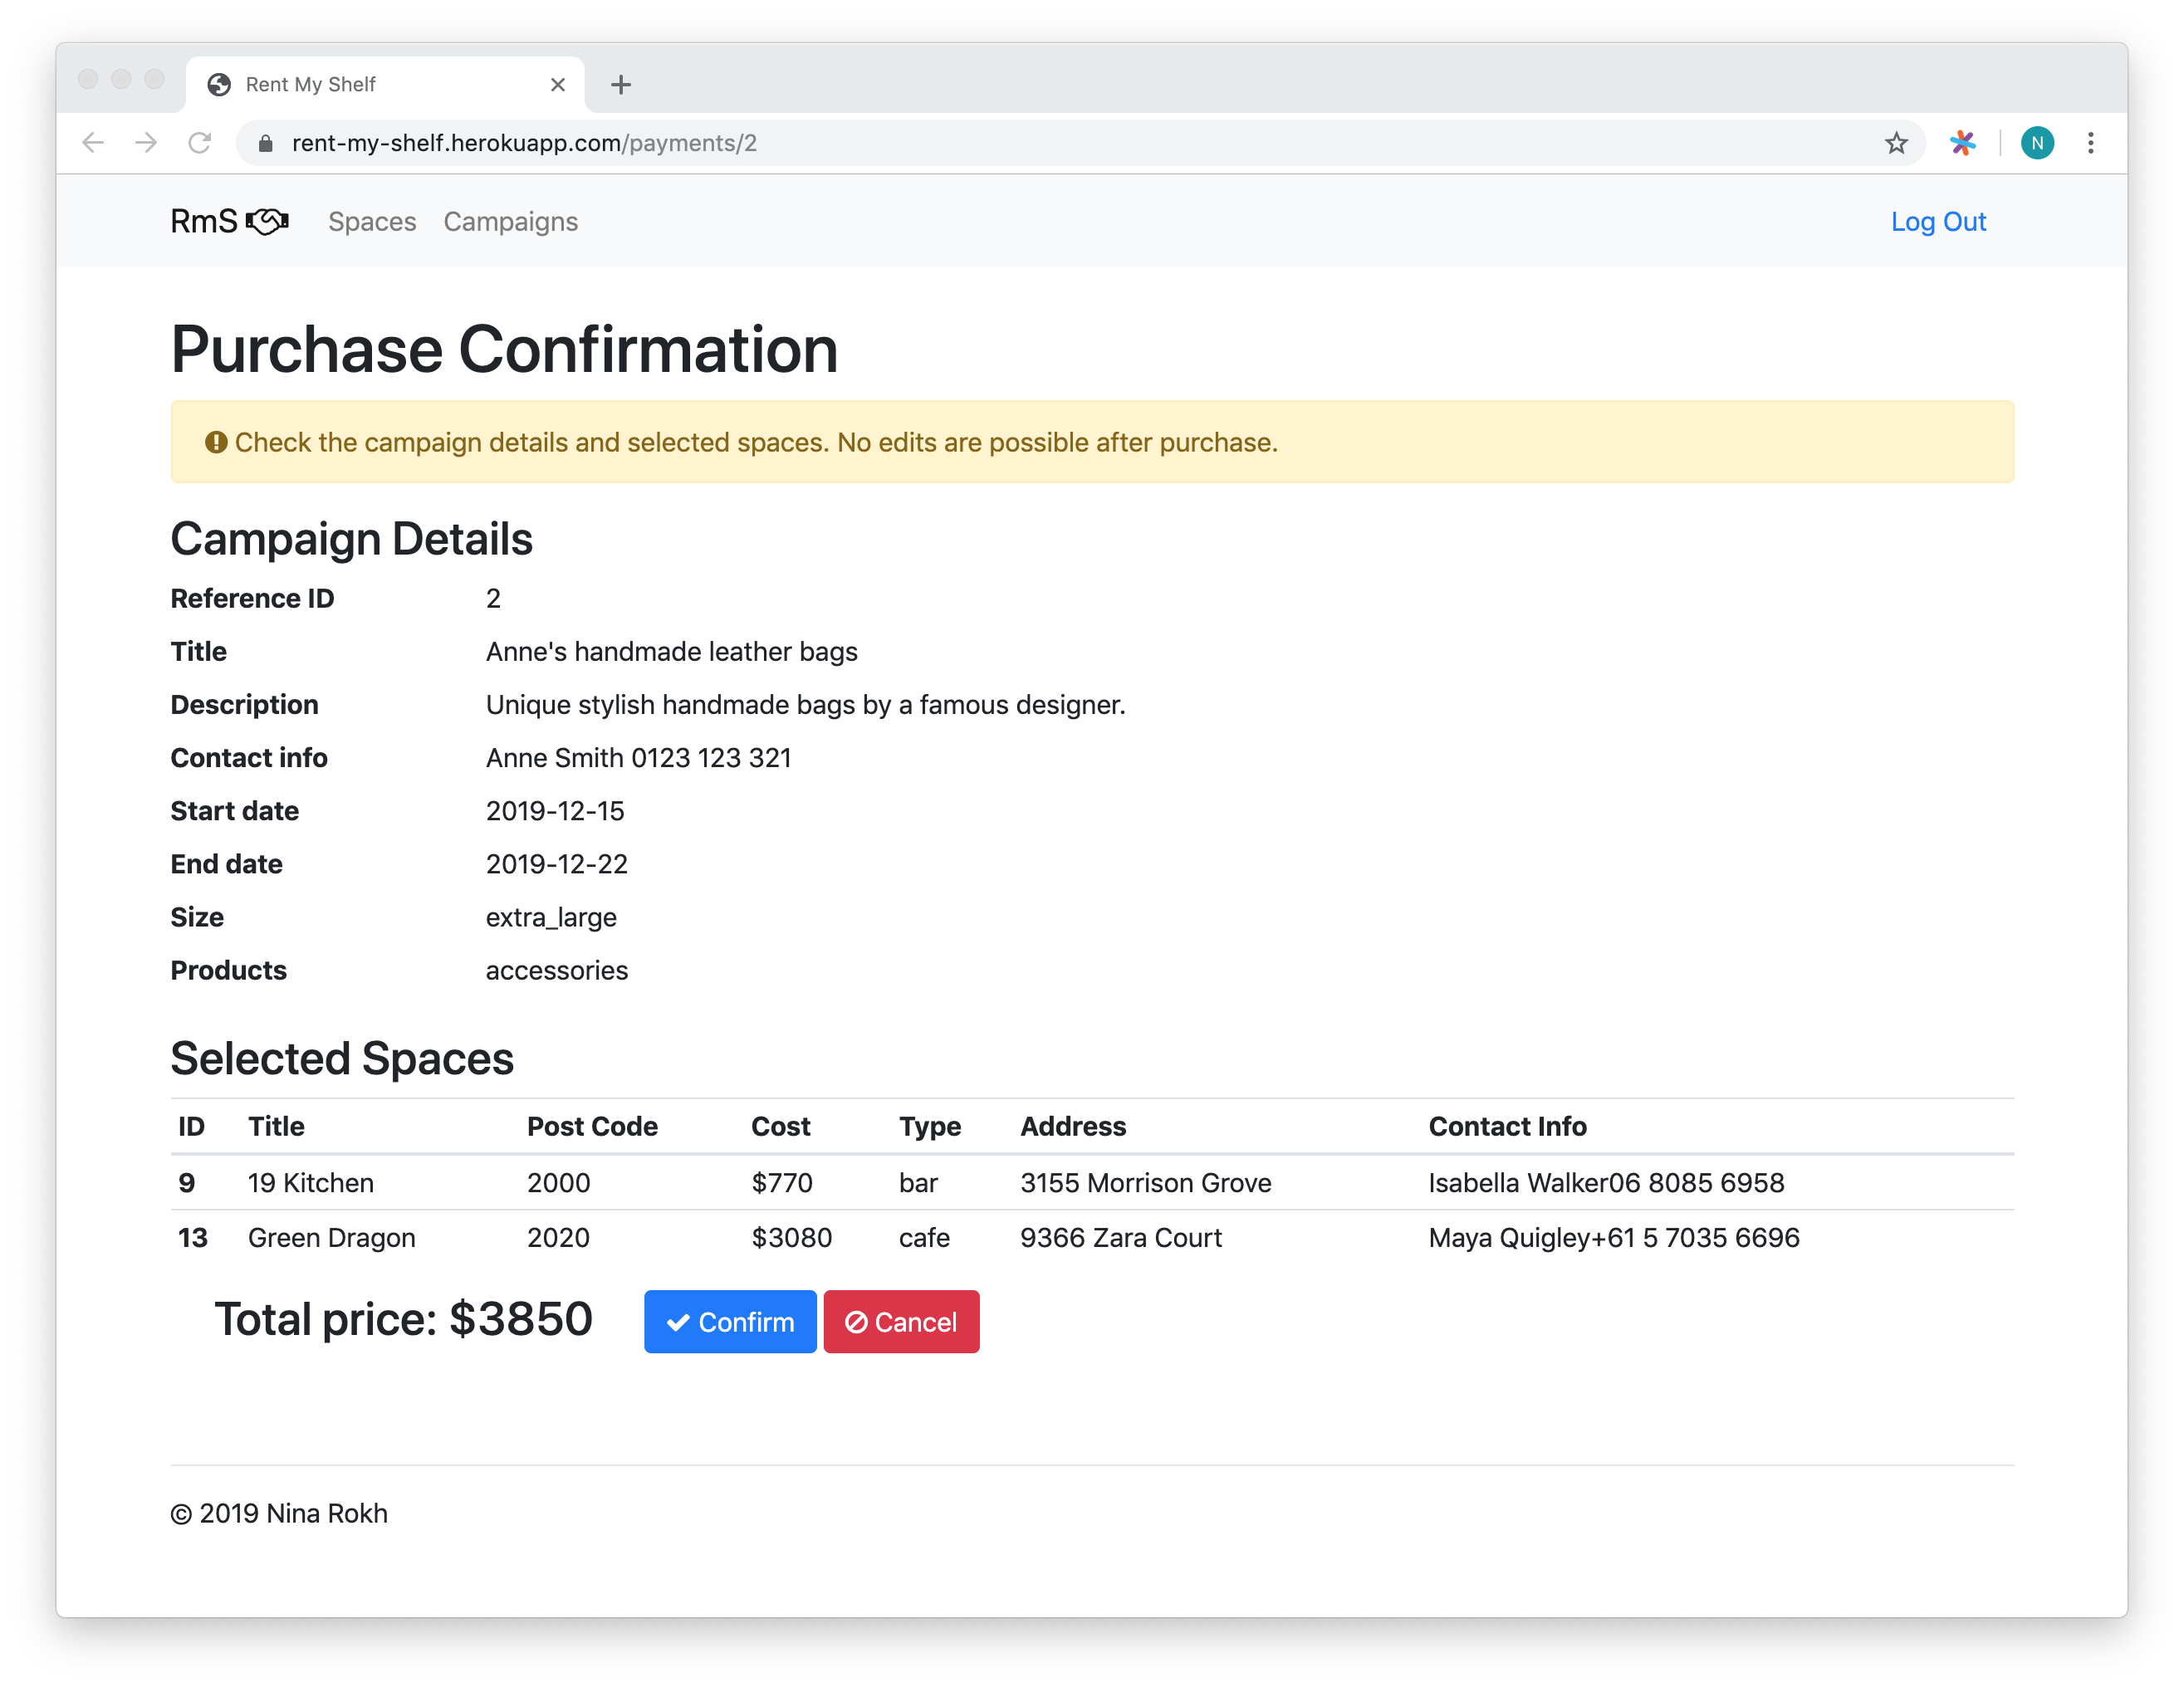 Rent My Shelf
rent-my-shelf.herokuapp.com/payments/2
N
RmS Spaces Campaigns Log Out
Purchase Confirmation
Check the campaign details and selected spaces. No edits are possible after purchase.
Campaign Details
Reference ID 2
Title Anne's handmade leather bags
Description Unique stylish handmade bags by a famous designer.
Contact info Anne Smith 0123 123 321
Start date 2019-12-15
End date 2019-12-22
Size extra_large
Products accessories
Selected Spaces
ID Title Post Code Cost Type Address Contact Info
9 19 Kitchen 2000 $770 bar 3155 Morrison Grove Isabella Walker06 8085 6958
13 Green Dragon 2020 $3080 cafe 9366 Zara Court Maya Quigley+61 5 7035 6696
Total price: $3850 Confirm Cancel
© 2019 Nina Rokh